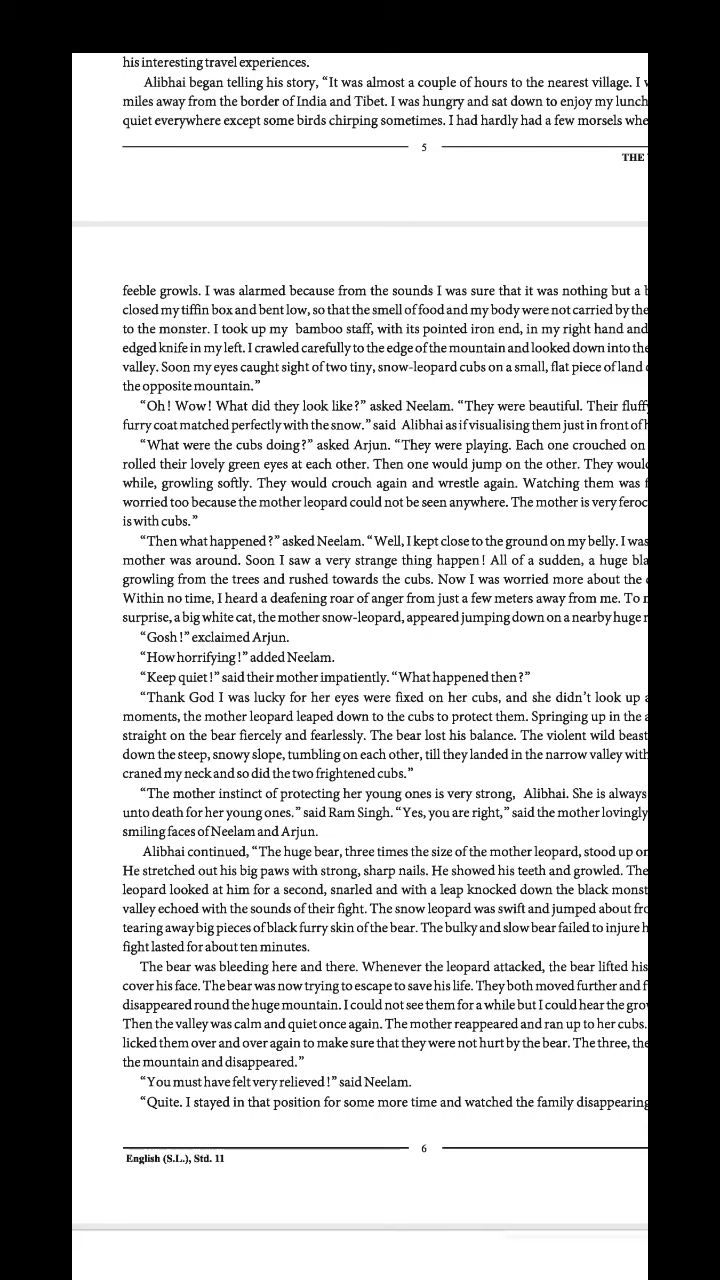 his interesting travel experiences.
Alibhai began telling his story, “It was almost a couple of hours to the nearest village. I
miles away from the border of India and Tibet. I was hungry and sat down to enjoy my lunch
quiet everywhere except some birds chirping sometimes. I had hardly had a few morsels whe
5
THE
feeble growls. I was alarmed because from the sounds I was sure that it was nothing but a
closed my tiffin box and bent low, so that the smell of food and my body were not carried by the
to the monster. I took up my bamboo staff, with its pointed iron end, in my right hand and
edged knife in my left. I crawled carefully to the edge of the mountain and looked down into the
valley. Soon my eyes caught sight of two tiny, snow-leopard cubs on a small, flat piece of land
the opposite mountain.”
“Oh! Wow! What did they look like?” asked Neelam. “They were beautiful. Their fluffy
furry coat matched perfectly with the snow.” said Alibhai as if visualising them just in front of
“What were the cubs doing?” asked Arjun. “They were playing. Each one crouched on
rolled their lovely green eyes at each other. Then one would jump on the other. They would
while, growling softly. They would crouch again and wrestle again. Watching them was
worried too because the mother leopard could not be seen anywhere. The mother is very feroc
is with cubs.”
“Then what happened?” asked Neelam. “Well, I kept close to the ground on my belly. I was
mother was around. Soon I saw a very strange thing happen! All of a sudden, a huge bla
growling from the trees and rushed towards the cubs. Now I was worried more about the
Within no time, I heard a deafening roar of anger from just a few meters away from me. To
surprise, a big white cat, the mother snow-leopard, appeared jumping down on a nearby huge
“Gosh!” exclaimed Arjun.
“How horrifying!” added Neelam.
“Keep quiet!” said their mother impatiently. “What happened then?”
“Thank God I was lucky for her eyes were fixed on her cubs, and she didn’t look up
moments, the mother leopard leaped down to the cubs to protect them. Springing up in the
straight on the bear fiercely and fearlessly. The bear lost his balance. The violent wild beast
down the steep, snowy slope, tumbling on each other, till they landed in the narrow valley with
craned my neck and so did the two frightened cubs.”
“The mother instinct of protecting her young ones is very strong, Alibhai. She is always
unto death for her young ones.” said Ram Singh. “Yes, you are right,” said the mother lovingly
smiling faces of Neelam and Arjun.
Alibhai continued, “The huge bear, three times the size of the mother leopard, stood up on
He stretched out his big paws with strong, sharp nails. He showed his teeth and growled. The
leopard looked at him for a second, snarled and with a leap knocked down the black monst
valley echoed with the sounds of their fight. The snow leopard was swift and jumped about fro
tearing away big pieces of black furry skin of the bear. The bulky and slow bear failed to injure
fight lasted for about ten minutes.
The bear was bleeding here and there. Whenever the leopard attacked, the bear lifted his
cover his face. The bear was now trying to escape to save his life. They both moved further and
disappeared round the huge mountain. I could not see them for a while but I could hear the gro
Then the valley was calm and quiet once again. The mother reappeared and ran up to her cubs.
licked them over and over again to make sure that they were not hurt by the bear. The three, the
the mountain and disappeared.”
“You must have felt very relieved!” said Neelam.
“Quite. I stayed in that position for some more time and watched the family disappearing
6
English (S.L.), Std. 11